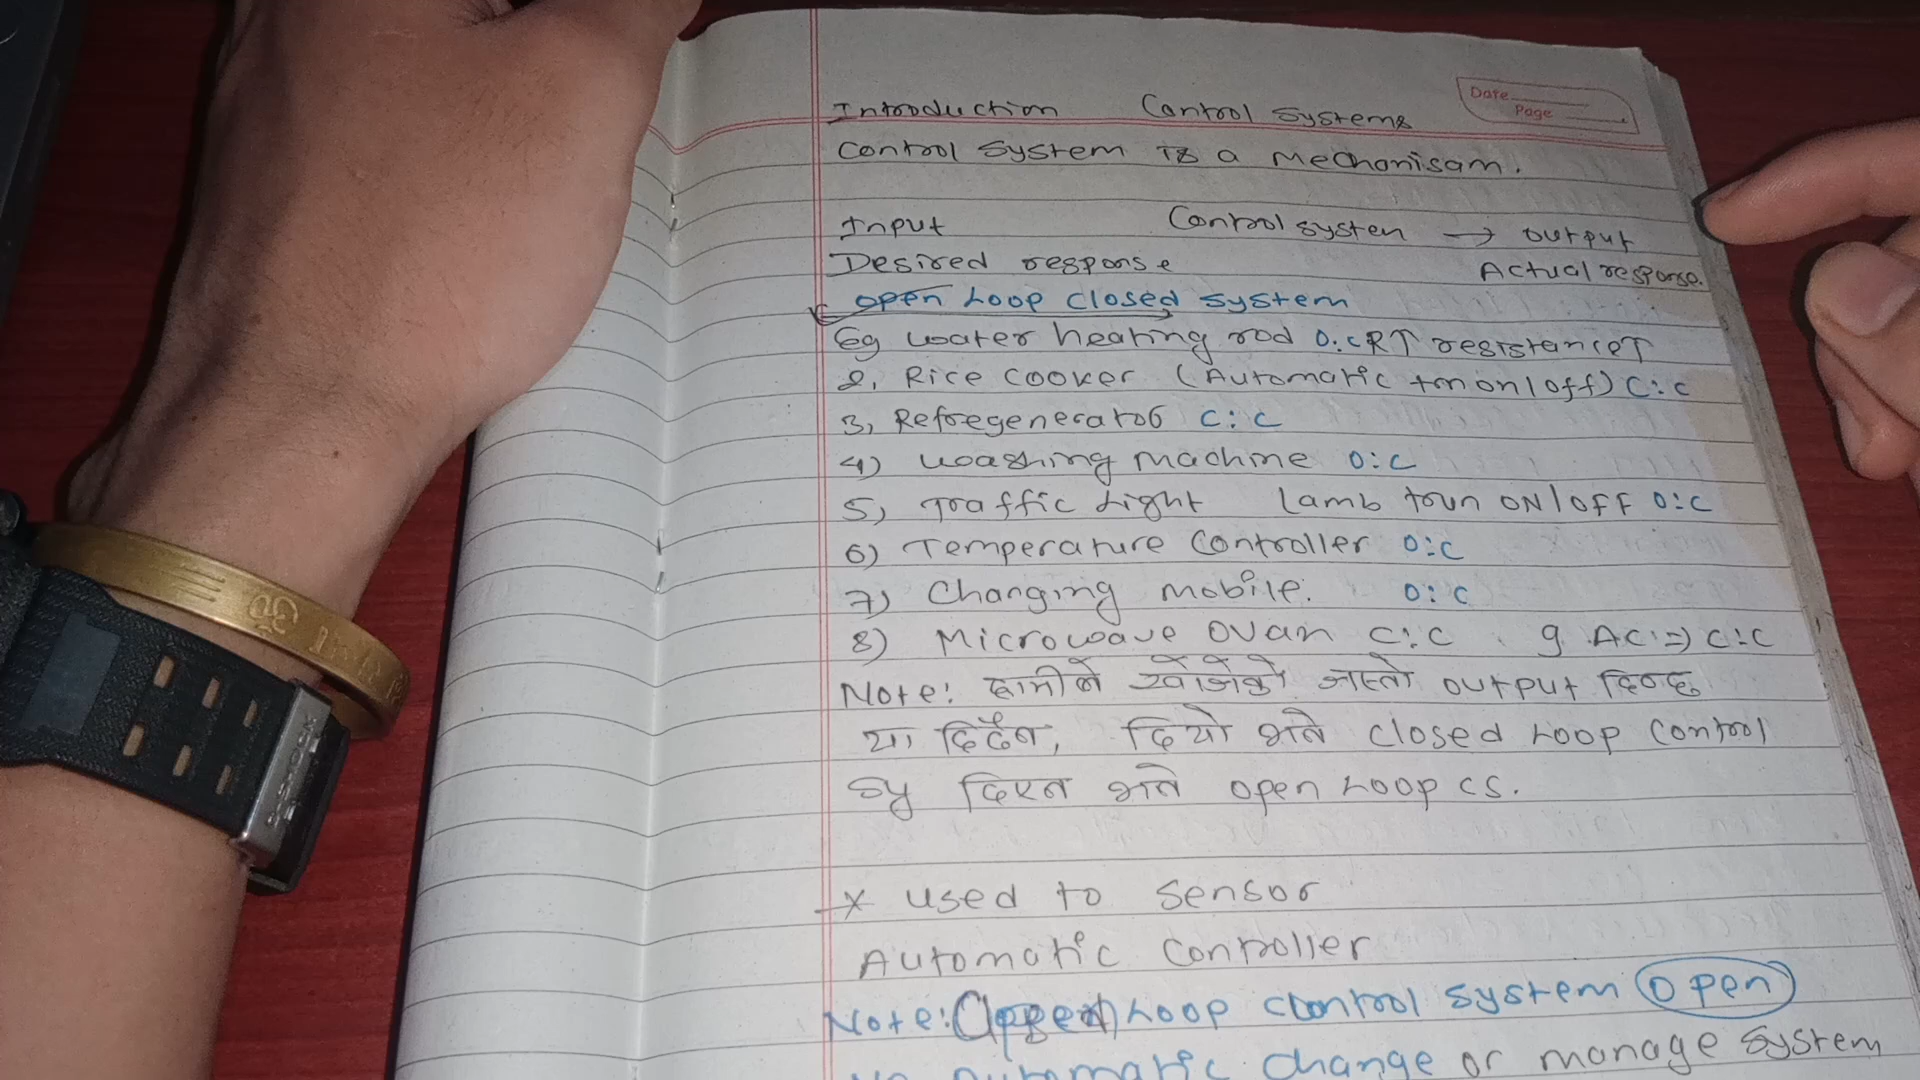 Date
Page
Introduction Control Systems
Control System is a Mechanisam.
Input Control systen → output
Desired response Actual response.
open Loop closed system
Eg water heating rod O:C R↑ resistance↑
2, Rice cooker (Automatic trn on/off) C:C
3, Refregenerator C:C
4) washing machine O:C
5) Traffic Light Lamb turn ON/OFF O:C
6) Temperature Controller O:C
7) Changing mobile. O:C
8) Microwave Ovan C:C 9 AC => C:C
Note: हामीले खोजेको जस्तो output दिन्छ
या दिदैन, दियो भने closed Loop Control
sy दिएन भने open Loop cs.
* used to sensor
Automatic Controller
Note: Loop control system open
automatic change or manage system